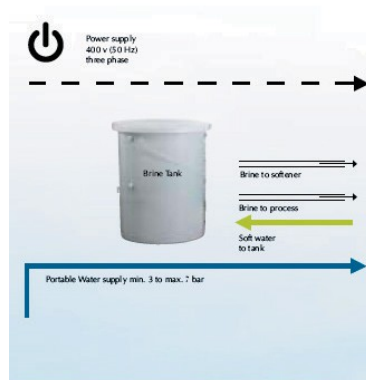 Power supply
400 v (50 Hz)
three phase
Brine Tank
Brine to softener
Brine to process
Soft water
to tank
Portable Water supply min. 3 to max. bar